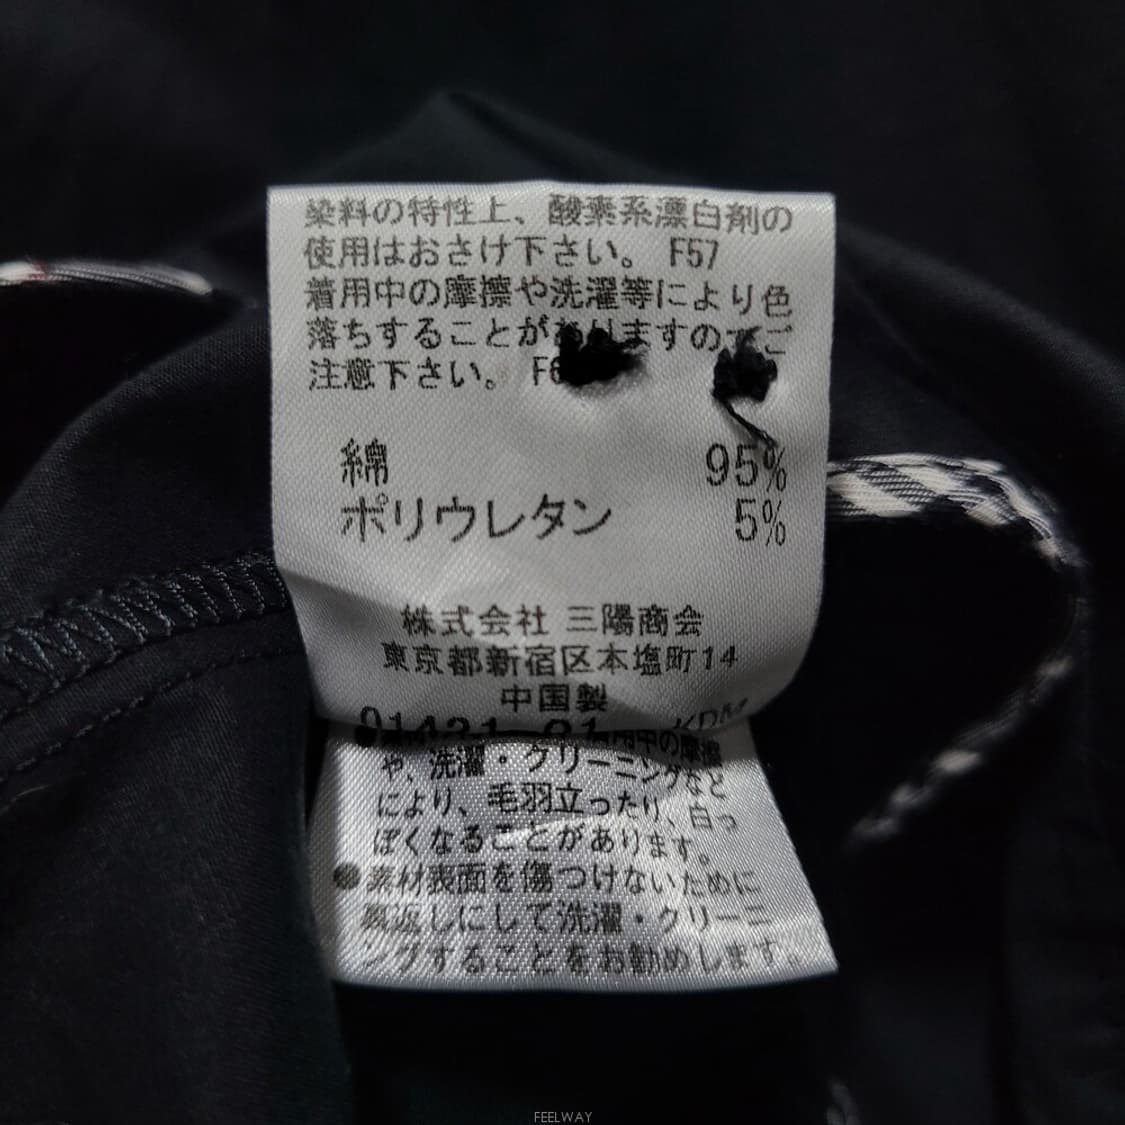 染料の特性上、酸素系漂白剤の
使用はおさけ下さい。 F57
着用中の摩擦や洗濯等により色
落ちすることがありますのでご
注意下さい。
綿 95%
ポリウレタン 5%
株式会社 三陽商会
東京都新宿区本塩町14
中国製
用中の摩擦
や、洗濯・クリーニングなど
により、毛羽立ったり、白っ
ぽくなることがあります。
●素材表面を傷つけないために
裏返しにして洗濯・クリーニ
ングすることをお勧めします。
FEELWAY